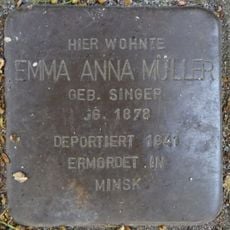 HIER WOHNTE
EMMA ANNA MÜLLER
GEB. SINGER
JG. 1878
DEPORTIERT 1941
ERMORDET IN
MINSK